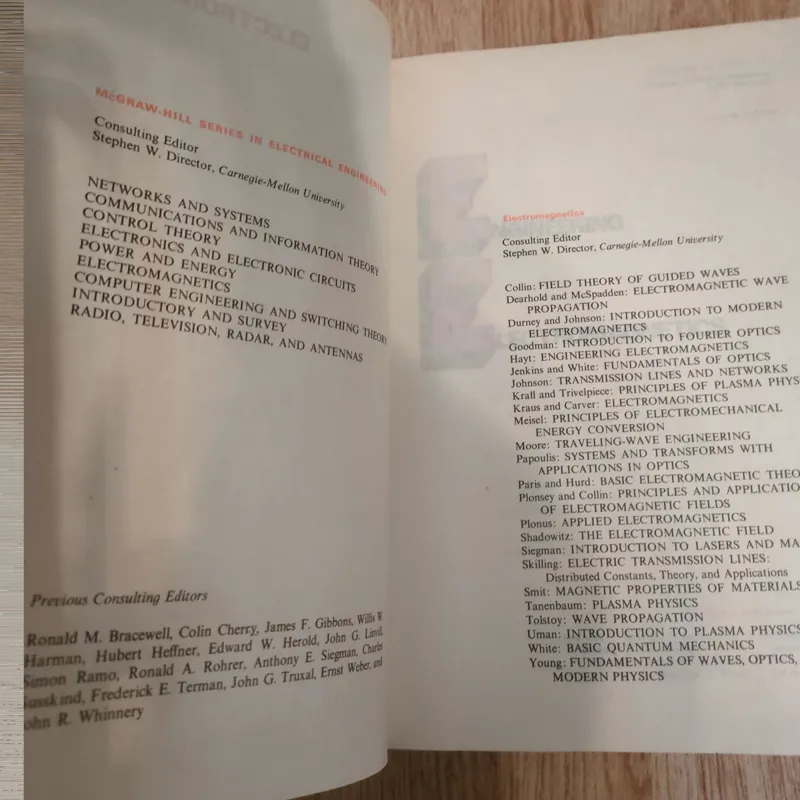 McGRAW-HILL SERIES IN ELECTRICAL ENGINEERING
Consulting Editor
Stephen W. Director, Carnegie-Mellon University
NETWORKS AND SYSTEMS
COMMUNICATIONS AND INFORMATION THEORY
CONTROL THEORY
ELECTRONICS AND ELECTRONIC CIRCUITS
POWER AND ENERGY
ELECTROMAGNETICS
COMPUTER ENGINEERING AND SWITCHING THEORY
INTRODUCTORY AND SURVEY
RADIO, TELEVISION, RADAR, AND ANTENNAS
Previous Consulting Editors
Ronald M. Bracewell, Colin Cherry, James F. Gibbons, Willis W.
Harman, Hubert Heffner, Edward W. Herold, John G. Linvill,
Simon Ramo, Ronald A. Rohrer, Anthony E. Siegman, Charles
Susskind, Frederick E. Terman, John G. Truxal, Ernst Weber, and
John R. Whinnery
Electromagnetics
Consulting Editor
Stephen W. Director, Carnegie-Mellon University
Collin: FIELD THEORY OF GUIDED WAVES
Dearhold and McSpadden: ELECTROMAGNETIC WAVE
PROPAGATION
Durney and Johnson: INTRODUCTION TO MODERN
ELECTROMAGNETICS
Goodman: INTRODUCTION TO FOURIER OPTICS
Hayt: ENGINEERING ELECTROMAGNETICS
Jenkins and White: FUNDAMENTALS OF OPTICS
Johnson: TRANSMISSION LINES AND NETWORKS
Krall and Trivelpiece: PRINCIPLES OF PLASMA PHYS
Kraus and Carver: ELECTROMAGNETICS
Meisel: PRINCIPLES OF ELECTROMECHANICAL
ENERGY CONVERSION
Moore: TRAVELING-WAVE ENGINEERING
Papoulis: SYSTEMS AND TRANSFORMS WITH
APPLICATIONS IN OPTICS
Paris and Hurd: BASIC ELECTROMAGNETIC THEO
Plonsey and Collin: PRINCIPLES AND APPLICATIO
OF ELECTROMAGNETIC FIELDS
Plonus: APPLIED ELECTROMAGNETICS
Shadowitz: THE ELECTROMAGNETIC FIELD
Siegman: INTRODUCTION TO LASERS AND MA
Skilling: ELECTRIC TRANSMISSION LINES:
Distributed Constants, Theory, and Applications
Smit: MAGNETIC PROPERTIES OF MATERIALS
Tanenbaum: PLASMA PHYSICS
Tolstoy: WAVE PROPAGATION
Uman: INTRODUCTION TO PLASMA PHYSICS
White: BASIC QUANTUM MECHANICS
Young: FUNDAMENTALS OF WAVES, OPTICS,
MODERN PHYSICS